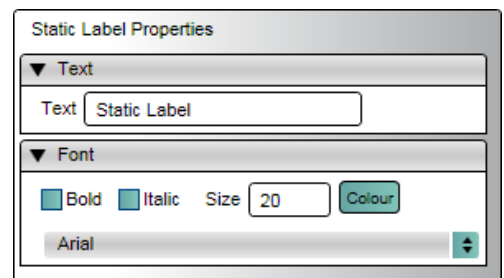 Static Label Properties
Text
Text Static Label
Font
Bold Italic Size 20 Colour
Arial